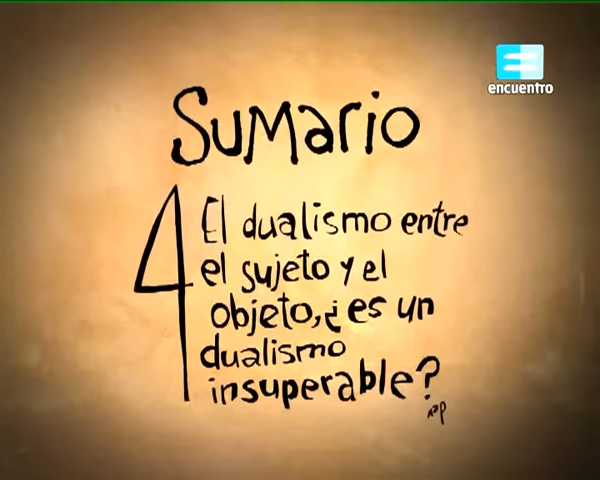 encuentro
Sumario
4 El dualismo entre
el sujeto y el
objeto, ¿es un
dualismo
insuperable?